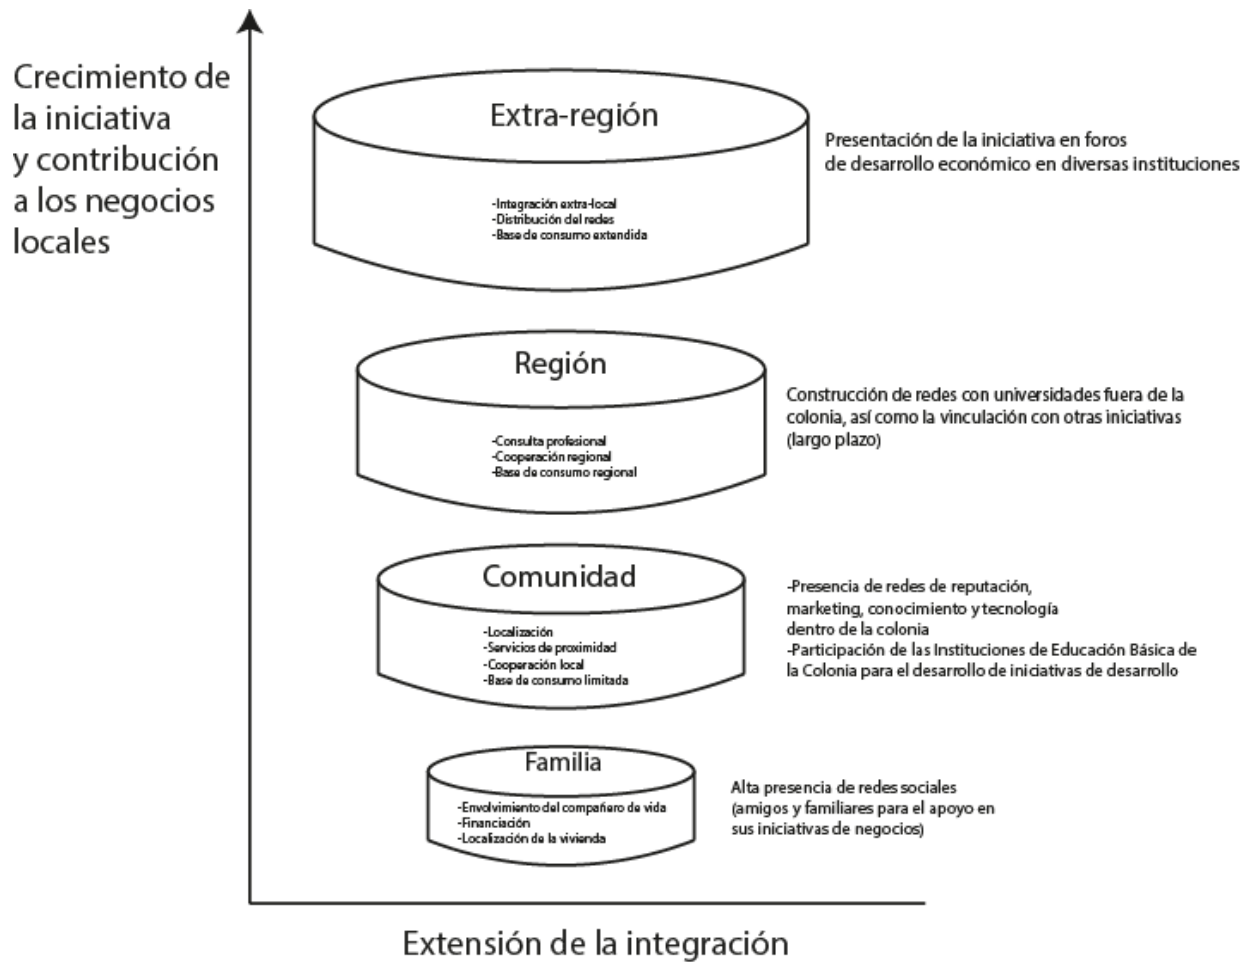 Crecimiento de
la iniciativa
y contribución
a los negocios
locales
Extra-región
-Integración extra-local
-Distribución del redes
-Base de consumo extendida
Presentación de la iniciativa en foros
de desarrollo económico en diversas instituciones
Región
-Consulta profesional
-Cooperación regional
-Base de consumo regional
Construcción de redes con universidades fuera de la
colonia, así como la vinculación con otras iniciativas
(largo plazo)
Comunidad
-Localización
-Servicios de proximidad
-Cooperación local
-Base de consumo limitada
-Presencia de redes de reputación,
marketing, conocimiento y tecnología
dentro de la colonia
-Participación de las Instituciones de Educación Básica de
la Colonia para el desarrollo de iniciativas de desarrollo
Familia
-Envolvimiento del compañero de vida
-Financiación
-Localización de la vivienda
Alta presencia de redes sociales
(amigos y familiares para el apoyo en
sus iniciativas de negocios)
Extensión de la integración